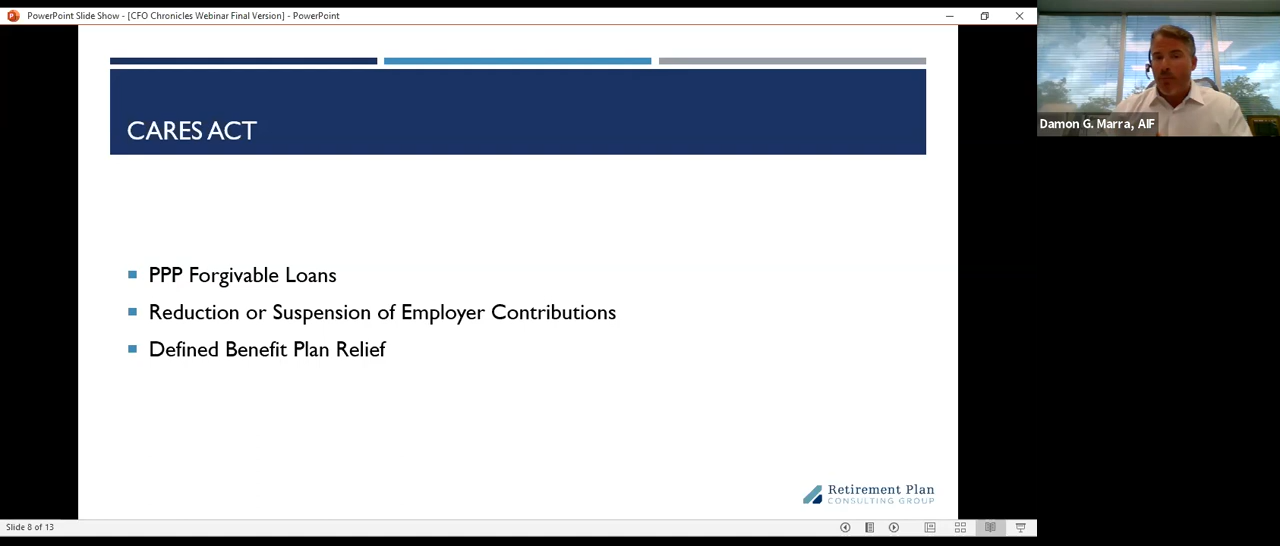 PowerPoint Slide Show - [CFO Chronicles Webinar Final Version] - PowerPoint
Damon G. Marra, AIF
CARES ACT
PPP Forgivable Loans
Reduction or Suspension of Employer Contributions
Defined Benefit Plan Relief
Retirement Plan
CONSULTING GROUP
Slide 8 of 13